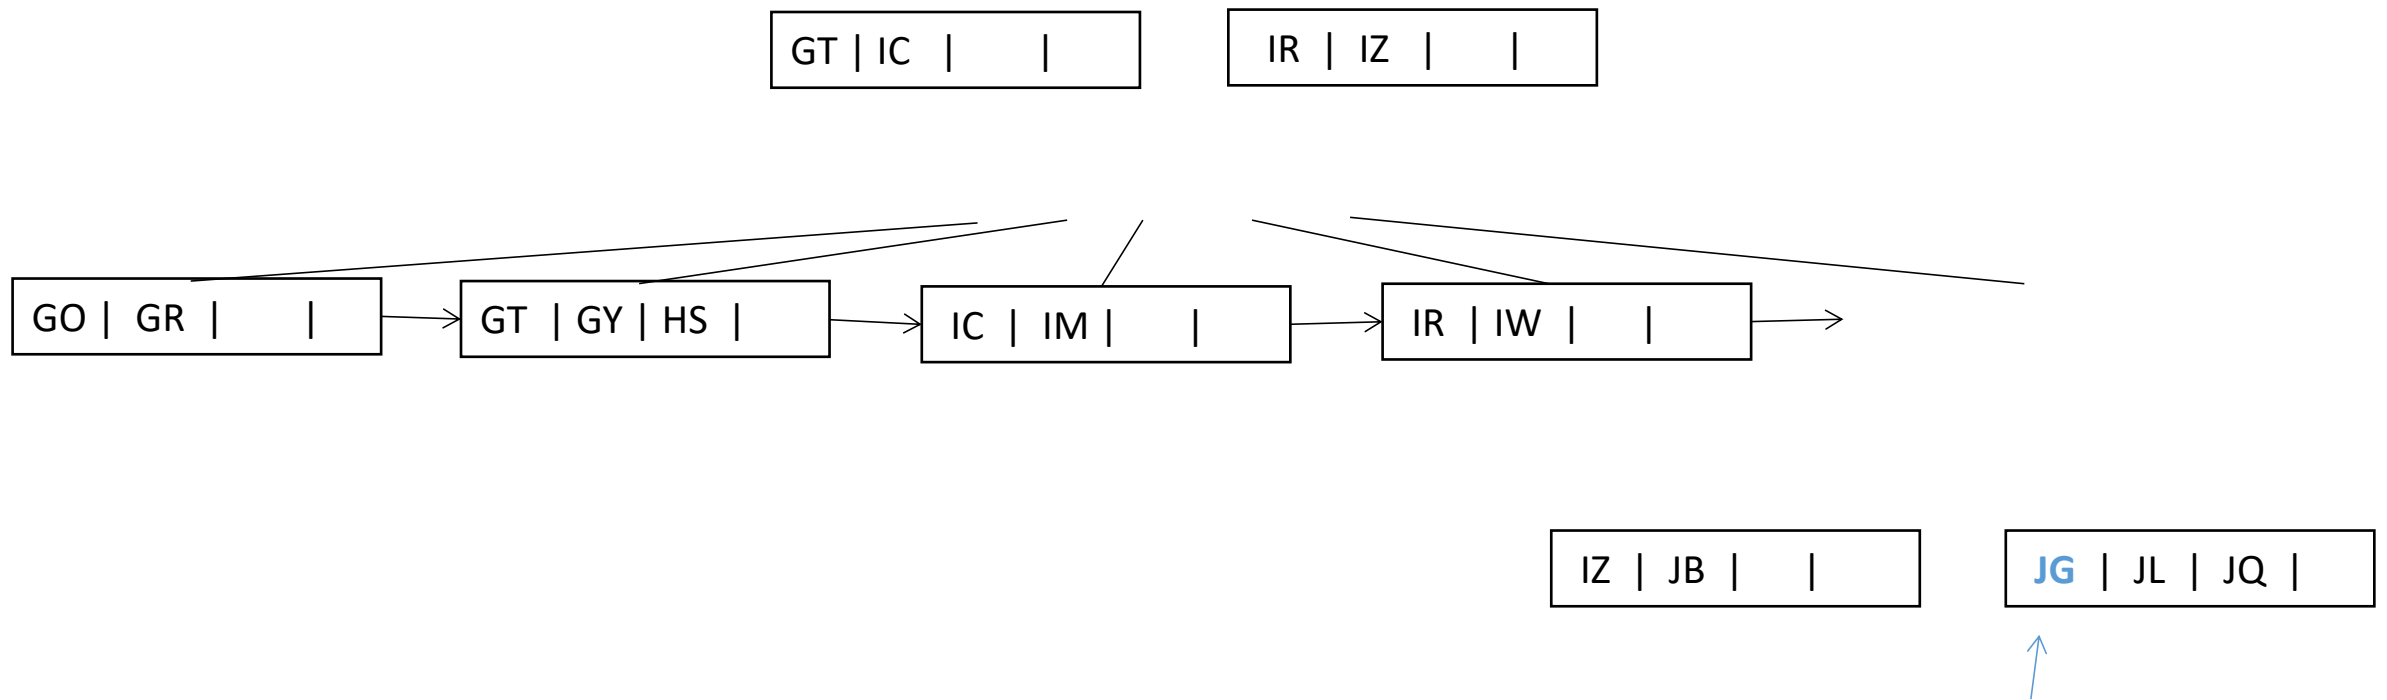 GT | IC | |
IR | IZ | |
GO | GR | |
GT | GY | HS |
IC | IM | |
IR | IW | |
IZ | JB | |
JG | JL | JQ |